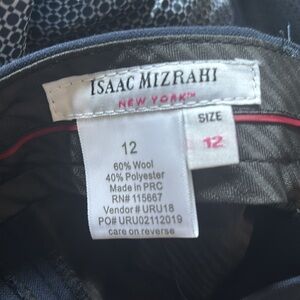 ISAAC MIZRAHI
NEW YORK™
SIZE
12
12
60% Wool
40% Polyester
Made in PRC
RN# 115667
Vendor# URU18
PO# URU02112019
care on reverse